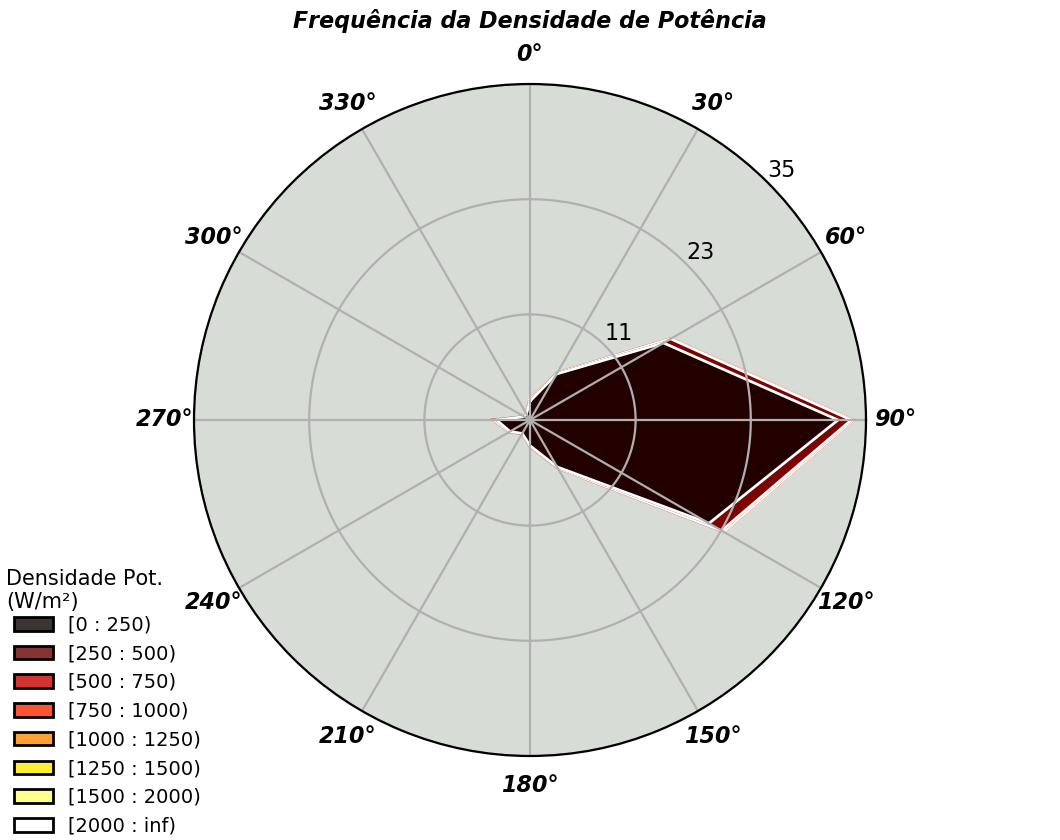 Frequência da Densidade de Potência
0°
330°
30°
35
300°
60°
23
11
270°
90°
240°
120°
210°
150°
180°
Densidade Pot.
(W/m²)
[0 : 250)
[250 : 500)
[500 : 750)
[750 : 1000)
[1000 : 1250)
[1250 : 1500)
[1500 : 2000)
[2000 : inf)